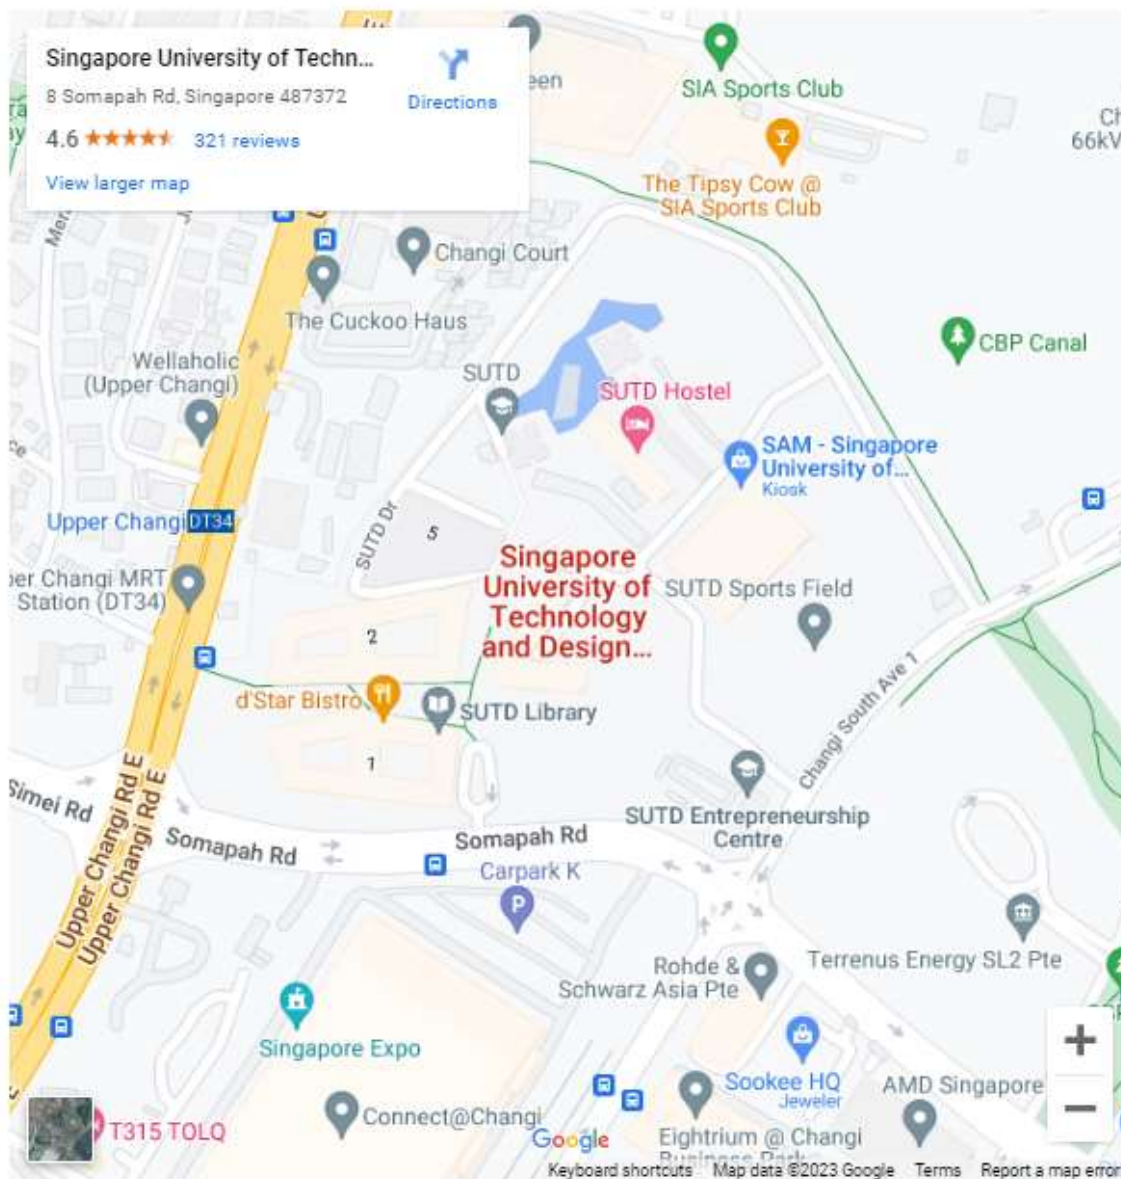 Singapore University of Techn...
8 Somapah Rd, Singapore 487372
4.6
321 reviews
View larger map
Directions
SIA Sports Club
The Tipsy Cow @
SIA Sports Club
66kV
Changi Court
The Cuckoo Haus
CBP Canal
Wellaholic
(Upper Changi)
SUTD
SUTD Hostel
SAM - Singapore
University of...
Kiosk
Upper Changi
DT34
SUTD Dr
5
per Changi MRT
Station (DT34)
Singapore
University of
Technology
and Design...
SUTD Sports Field
2
d'Star Bistro
SUTD Library
1
Changi South Ave 1
SUTD Entrepreneurship
Centre
Simei Rd
Upper Changi Rd E
Upper Changi Rd E
Somapah Rd
Somapah Rd
Carpark K
P
Rohde &
Schwarz Asia Pte
Terrenus Energy SL2 Pte
Singapore Expo
Sookee HQ
Jeweler
AMD Singapore
Connect@Changi
T315 TOLQ
Eightrium @ Changi
Business Park
Google
Keyboard shortcuts
Map data ©2023 Google
Terms
Report a map error